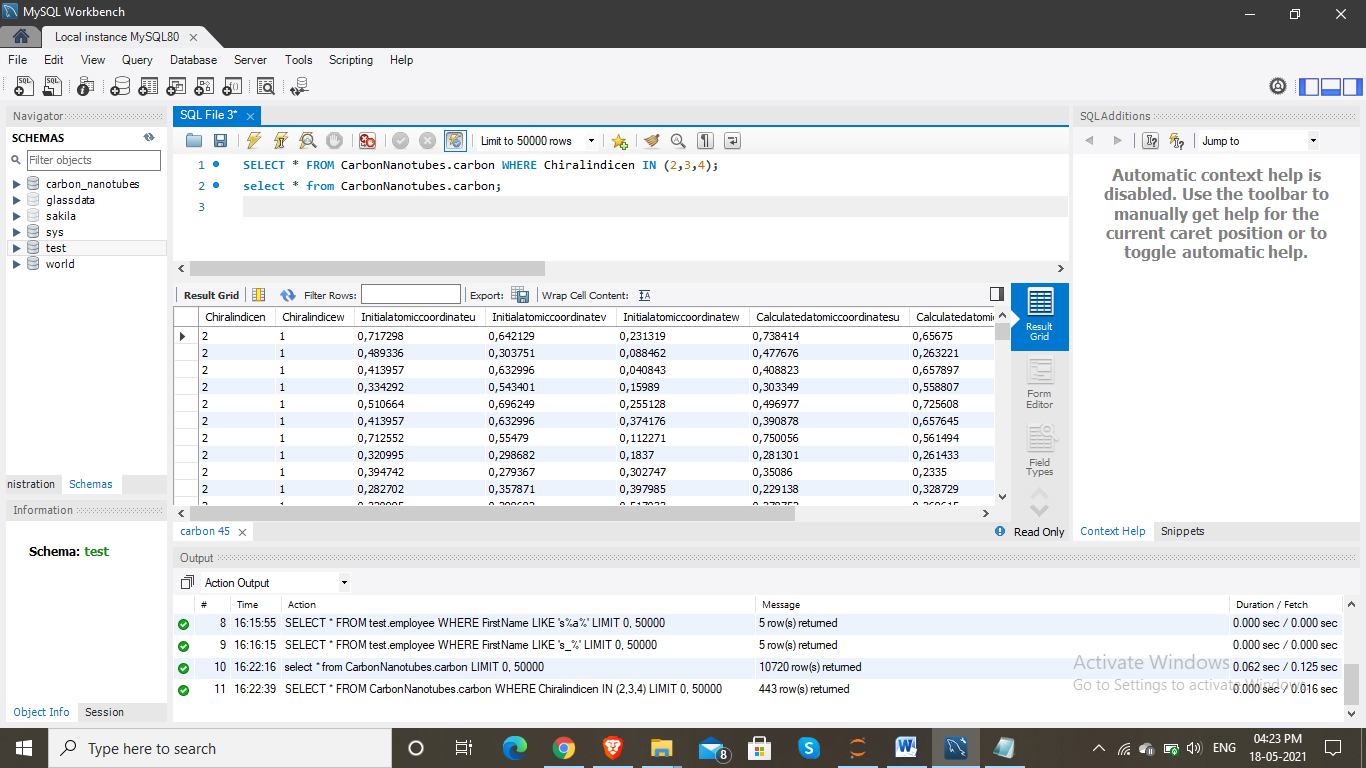 MySQL Workbench
Local instance MySQL80
File Edit View Query Database Server Tools Scripting Help
Navigator
SCHEMAS
Filter objects
carbon_nanotubes
glassdata
sakila
sys
test
world
nistration Schemas
Information
Schema: test
Object Info Session
SQL File 3*
Limit to 50000 rows
1 SELECT * FROM CarbonNanotubes.carbon WHERE Chiralindicen IN (2,3,4);
2 select * from CarbonNanotubes.carbon;
3
Result Grid Filter Rows: Export: Wrap Cell Content:
Chiralindicen Chiralindicew Initialatomiccoordinateu Initialatomiccoordinatev Initialatomiccoordinatew Calculatedatomiccoordinatesu Calculatedatomi
2 1 0,717298 0,642129 0,231319 0,738414 0,65675
2 1 0,489336 0,303751 0,088462 0,477676 0,263221
2 1 0,413957 0,632996 0,040843 0,408823 0,657897
2 1 0,334292 0,543401 0,15989 0,303349 0,558807
2 1 0,510664 0,696249 0,255128 0,496977 0,725608
2 1 0,413957 0,632996 0,374176 0,390878 0,657645
2 1 0,712552 0,55479 0,112271 0,750056 0,561494
2 1 0,320995 0,298682 0,1837 0,281301 0,261433
2 1 0,394742 0,279367 0,302747 0,35086 0,2335
2 1 0,282702 0,357871 0,397985 0,229138 0,328729
Result
Grid
Form
Editor
Field
Types
carbon 45
Read Only
SQLAdditions
Jump to
Automatic context help is
disabled. Use the toolbar to
manually get help for the
current caret position or to
toggle automatic help.
Context Help Snippets
Output
Action Output
# Time Action Message Duration / Fetch
8 16:15:55 SELECT * FROM test.employee WHERE FirstName LIKE 's%a%' LIMIT 0, 50000 5 row(s) returned 0.000 sec / 0.000 sec
9 16:16:15 SELECT * FROM test.employee WHERE FirstName LIKE 's_%' LIMIT 0, 50000 5 row(s) returned 0.000 sec / 0.000 sec
10 16:22:16 select * from CarbonNanotubes.carbon LIMIT 0, 50000 10720 row(s) returned 0.062 sec / 0.125 sec
11 16:22:39 SELECT * FROM CarbonNanotubes.carbon WHERE Chiralindicen IN (2,3,4) LIMIT 0, 50000 443 row(s) returned 0.000 sec / 0.016 sec
Activate Windows
Go to Settings to activate Windows.
Type here to search
8
ENG
04:23 PM
18-05-2021